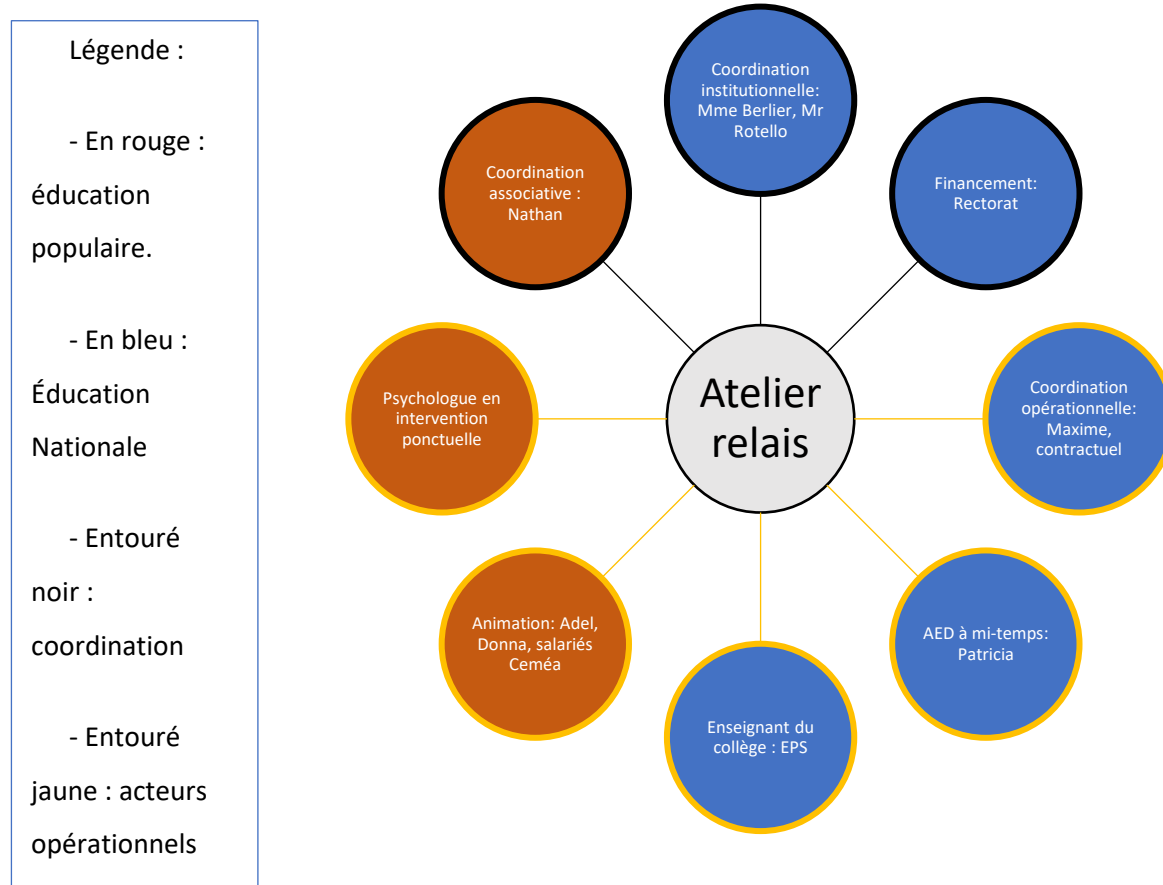 Légende :
- En rouge :
éducation
populaire.
- En bleu :
Éducation
Nationale
- Entouré
noir :
coordination
- Entouré
jaune : acteurs
opérationnels
Coordination
institutionnelle:
Mme Berlier, Mr
Rotello
Financement:
Rectorat
Coordination
opérationnelle:
Maxime,
contractuel
AED à mi-temps:
Patricia
Enseignant du
collège : EPS
Animation: Adel,
Donna, salariés
Ceméa
Psychologue en
intervention
ponctuelle
Coordination
associative :
Nathan
Atelier
relais